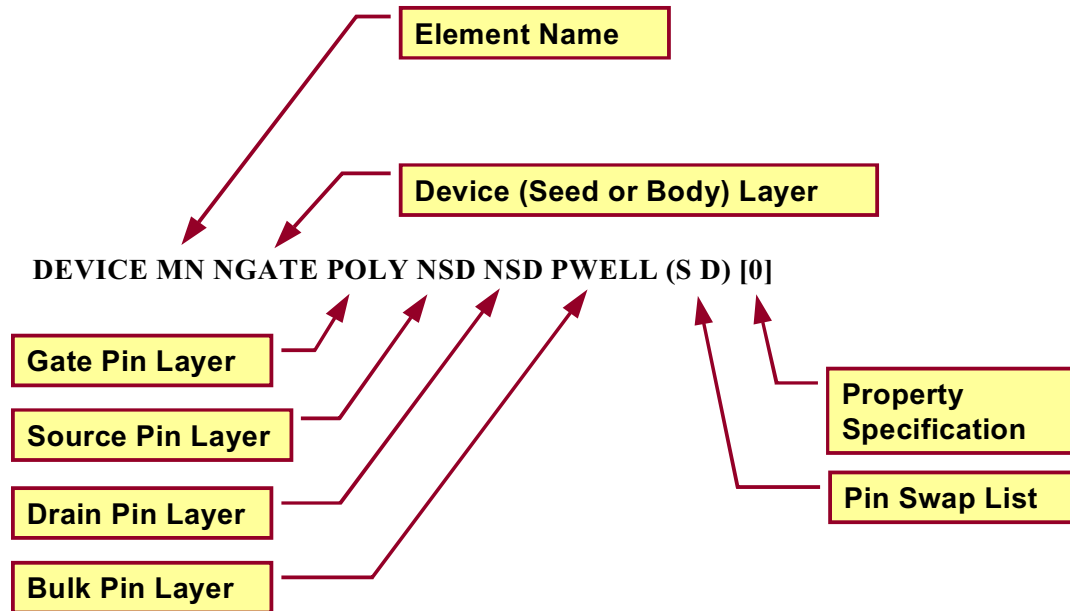 Element Name
Device (Seed or Body) Layer
DEVICE MN NGATE POLY NSD NSD PWELL (S D) [0]
Gate Pin Layer
Source Pin Layer
Drain Pin Layer
Bulk Pin Layer
Property
Specification
Pin Swap List